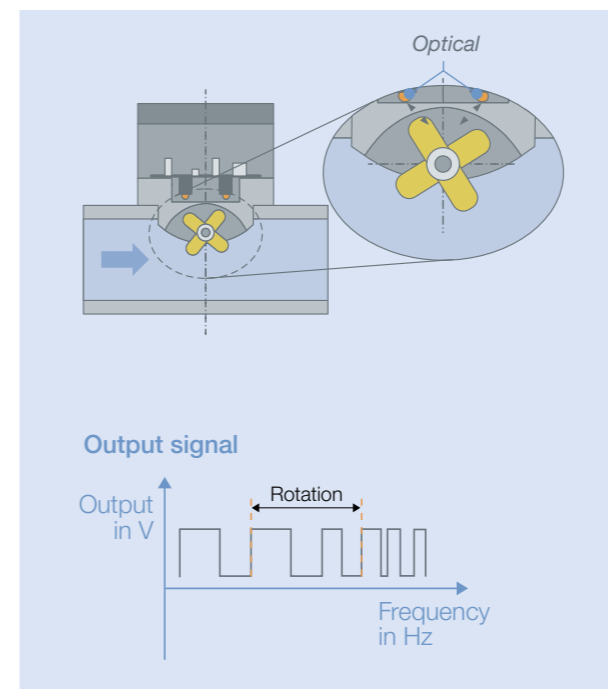 Optical
Output signal
Output
in V
Rotation
Frequency
in Hz